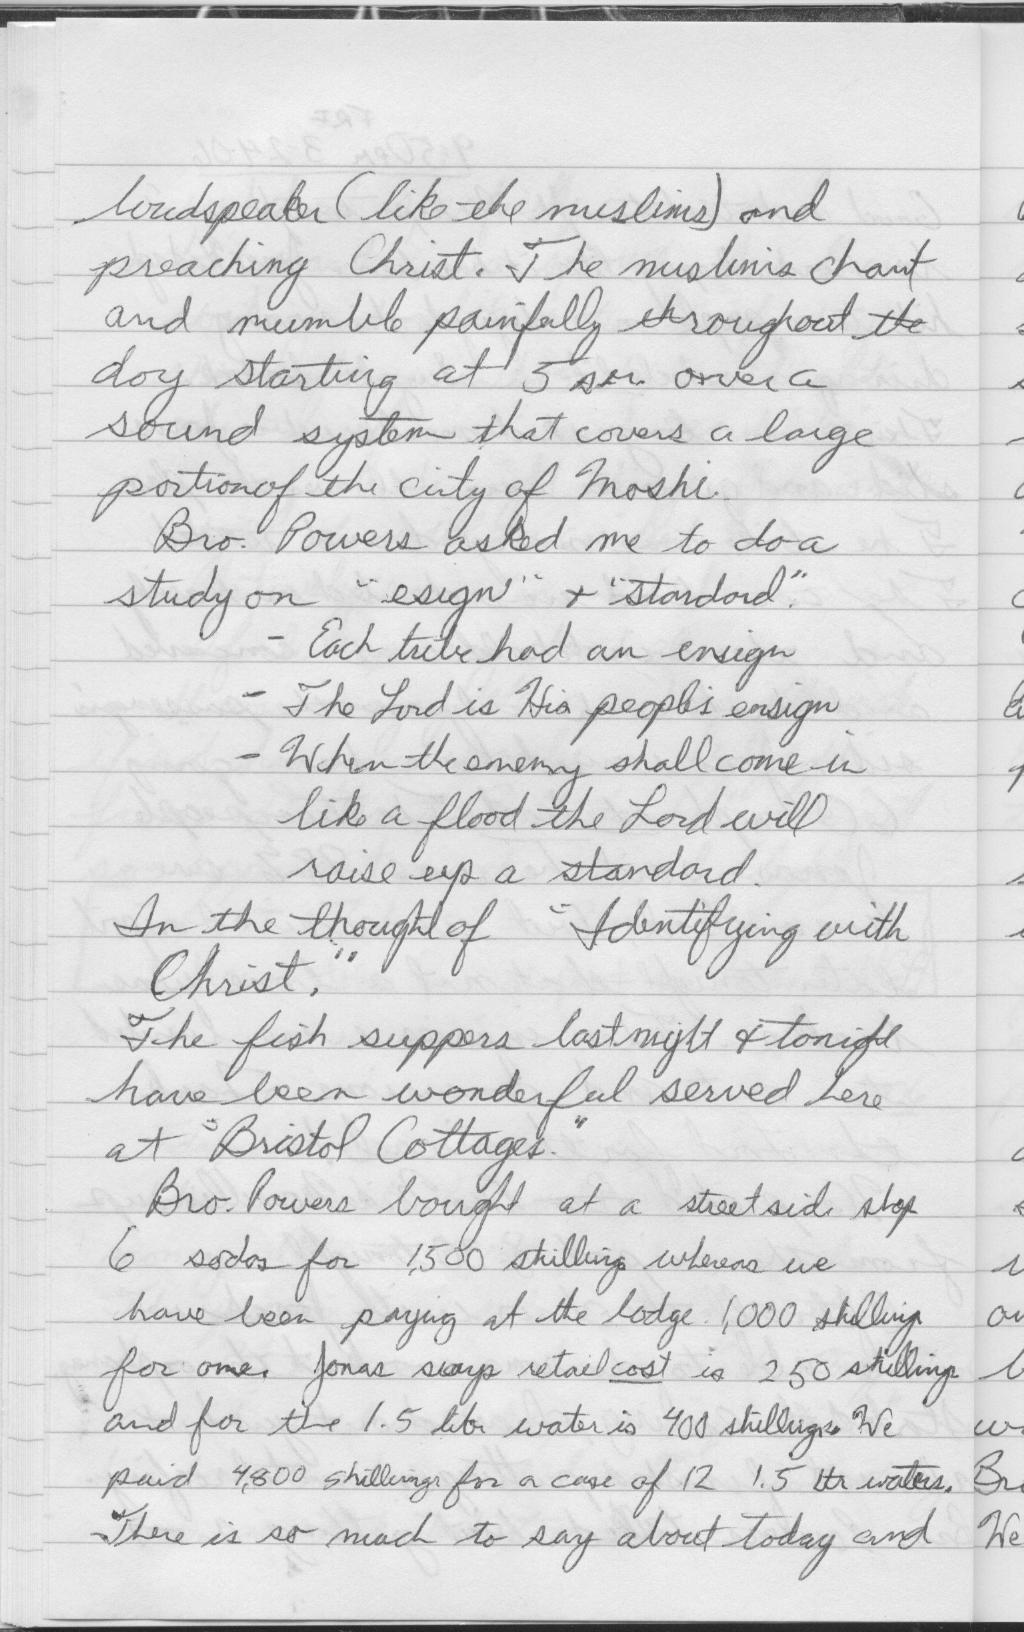 loudspeaker (like the muslims) and
preaching Christ. The muslims chant
and mumble painfully throughout the
day starting at 5 am. over a
sound system that covers a large
portion of the city of Moshi.
Bro. Powers asked me to do a
study on "esign" + "standard".
- Each tribe had an ensign
- The Lord is His people's ensign
- When the enemy shall come in
like a flood the Lord will
raise up a standard.
In the thought of "Identifying with
Christ."
The fish suppers last night & tonight
have been wonderful served here
at "Bristol Cottages."
Bro. Powers bought at a streetside shop
6 sodas for 1,500 shillings whereas we
have been paying at the lodge 1,000 shillings
for one. Jonas says retail cost is 250 shillings
and for the 1.5 litr water is 400 shillings. We
paid 4,800 shillings for a case of 12 1.5 ltr waters.
There is so much to say about today and
Bro
We